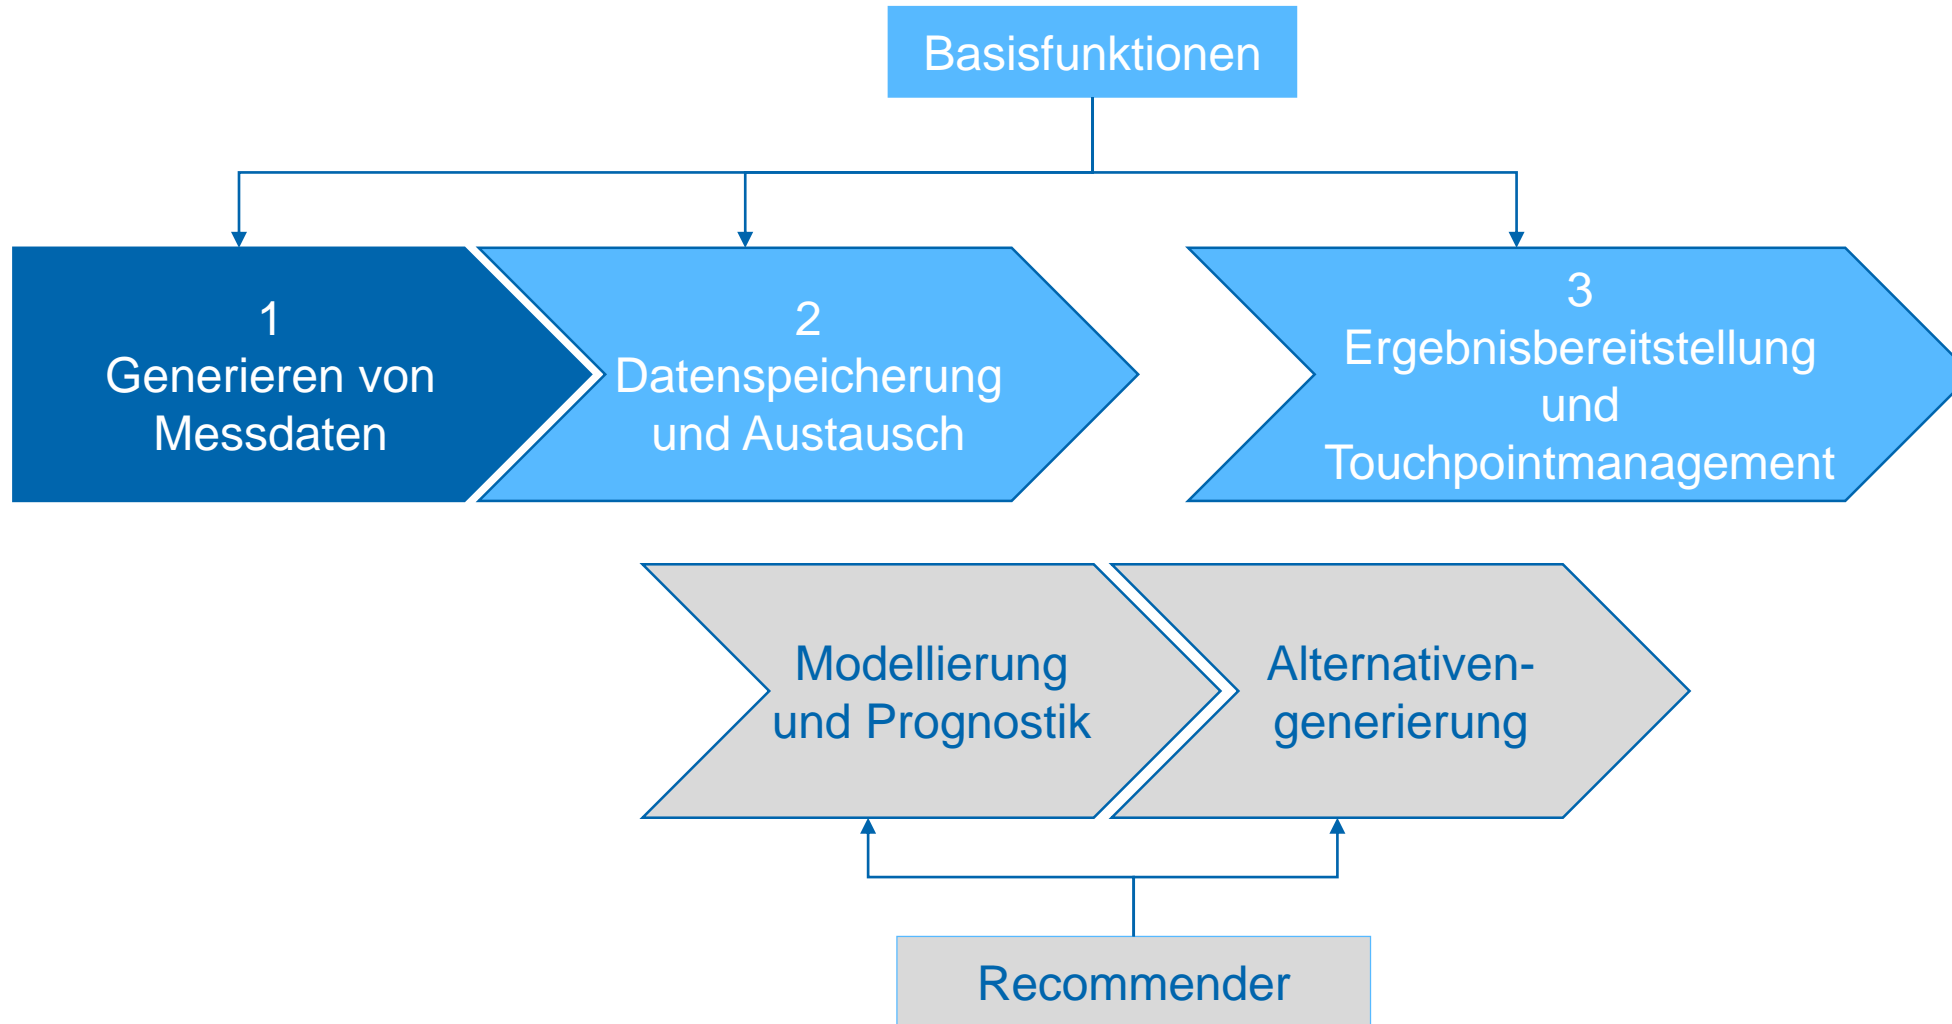 Basisfunktionen
1
Generieren von
Messdaten
2
Datenspeicherung
und Austausch
3
Ergebnisbereitstellung
und
Touchpointmanagement
Modellierung
und Prognostik
Alternativen-
generierung
Recommender